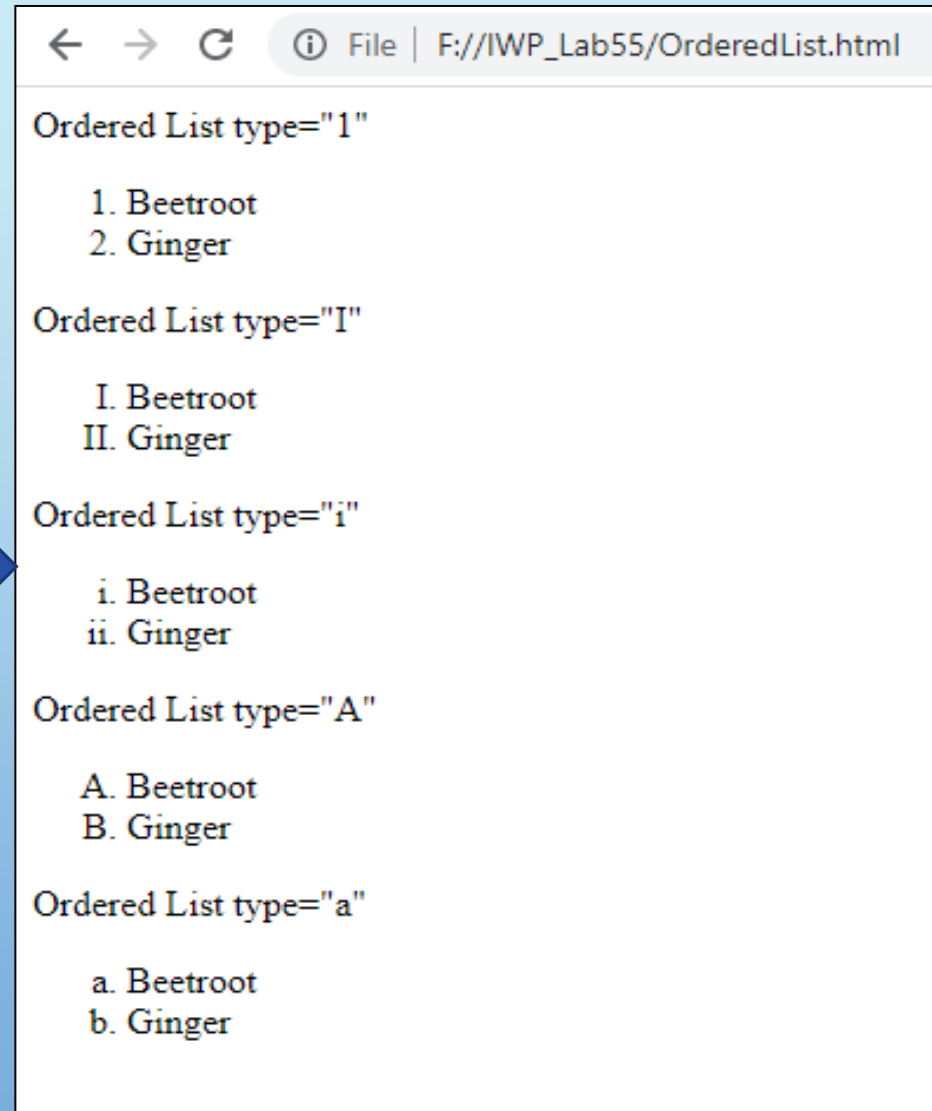 File | F://IWP_Lab55/OrderedList.html
Ordered List type="1"
1. Beetroot
2. Ginger
Ordered List type="I"
I. Beetroot
II. Ginger
Ordered List type="i"
i. Beetroot
ii. Ginger
Ordered List type="A"
A. Beetroot
B. Ginger
Ordered List type="a"
a. Beetroot
b. Ginger